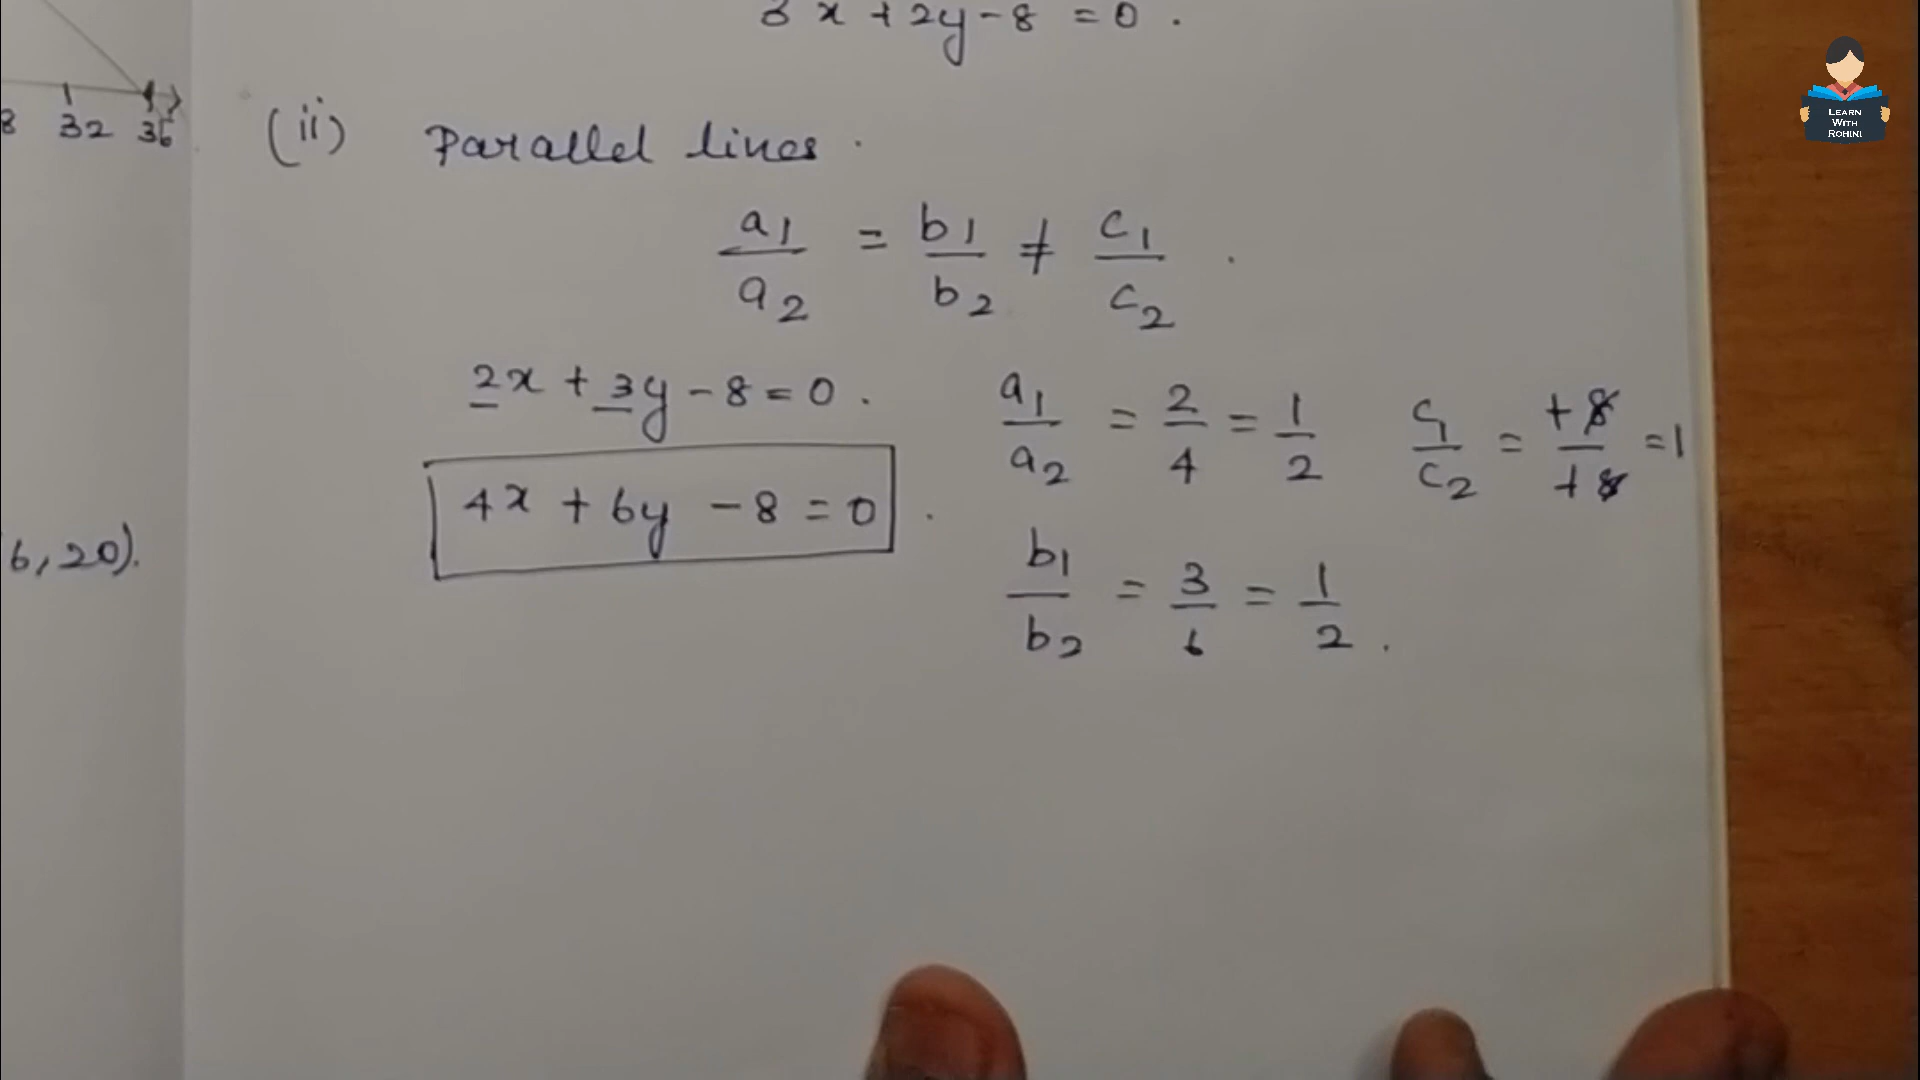 3x + 2y - 8 = 0 .
LEARN
WITH
ROHINI
8 32 36
(ii) Parallel lines .
a1/a2 = b1/b2 ≠ c1/c2 .
2x + 3y - 8 = 0 .
a1/a2 = 2/4 = 1/2
c1/c2 = +8/+8 = 1
4x + 6y - 8 = 0 .
b1/b2 = 3/6 = 1/2 .
6, 20).